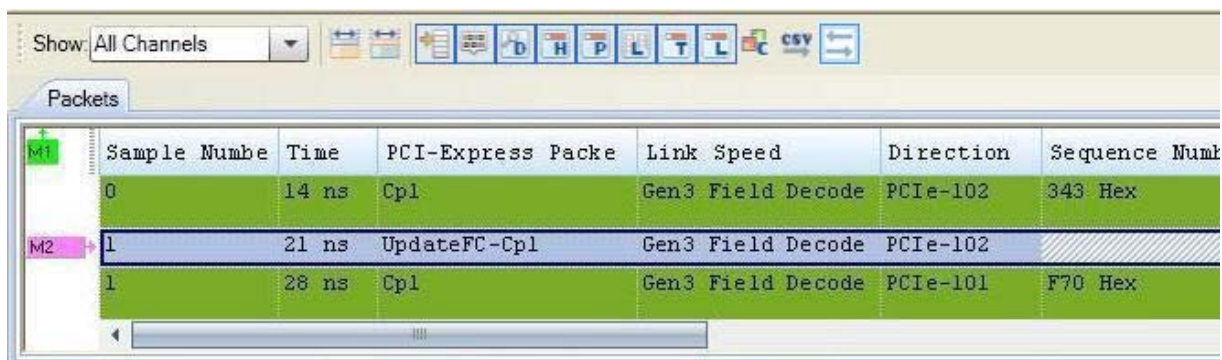 Show: All Channels D H P L T L C CSV
Packets
M1 Sample Numbe Time PCI-Express Packe Link Speed Direction Sequence Numb
0 14 ns Cpl Gen3 Field Decode PCIe-102 343 Hex
M2 1 21 ns UpdateFC-Cpl Gen3 Field Decode PCIe-102
1 28 ns Cpl Gen3 Field Decode PCIe-101 F70 Hex